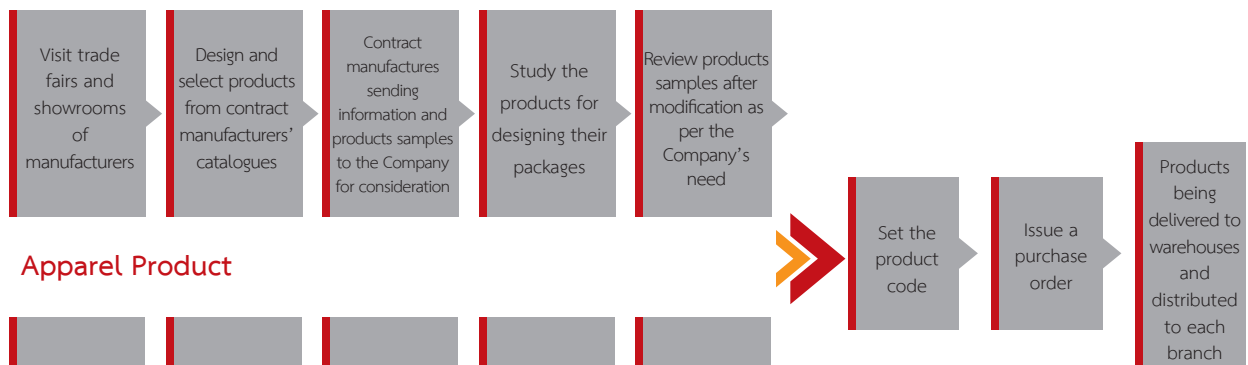 Visit trade
fairs and
showrooms
of
manufacturers
Design and
select products
from contract
manufacturers'
catalogues
Contract
manufactures
sending
information and
products samples
to the Company
for consideration
Study the
products for
designing their
packages
Review products
samples after
modification as
per the
Company's
need
Apparel Product
Set the
product
code
Issue a
purchase
order
Products
being
delivered to
warehouses
and
distributed
to each
branch